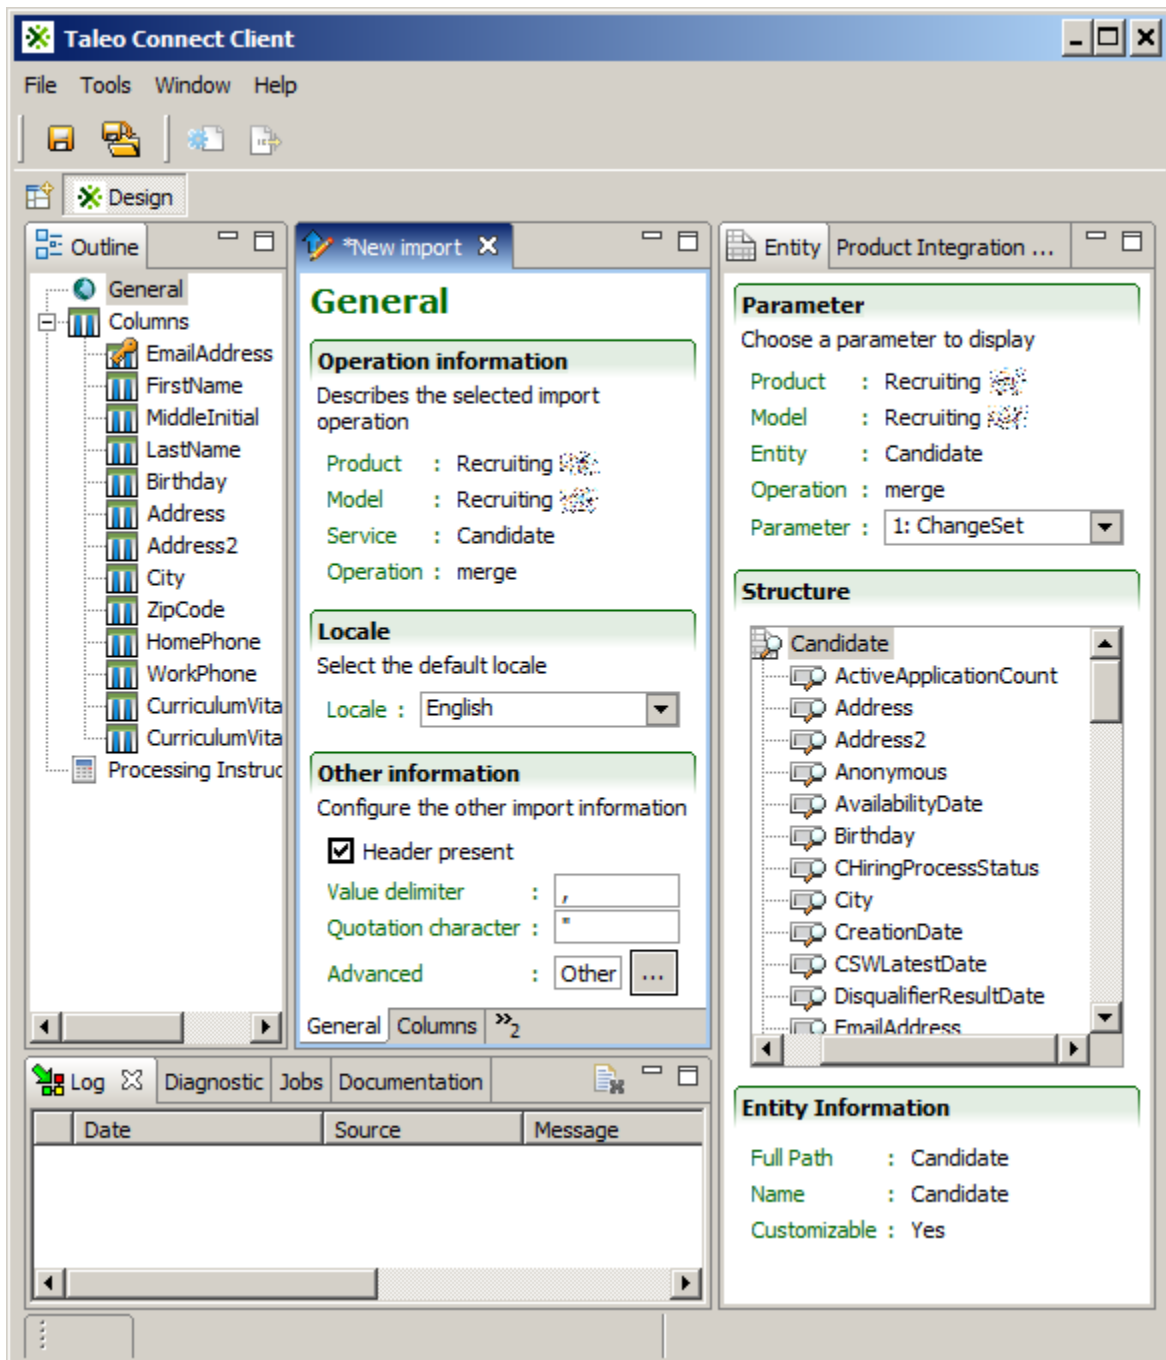 Taleo Connect Client
File Tools Window Help
Design
Outline
General
Columns
EmailAddress
FirstName
MiddleInitial
LastName
Birthday
Address
Address2
City
ZipCode
HomePhone
WorkPhone
CurriculumVita
CurriculumVita
Processing Instruc
*New import
General
Operation information
Describes the selected import
operation
Product : Recruiting
Model : Recruiting
Service : Candidate
Operation : merge
Locale
Select the default locale
Locale : English
Other information
Configure the other import information
Header present
Value delimiter : ,
Quotation character : "
Advanced : Other ...
General Columns »2
Entity Product Integration ...
Parameter
Choose a parameter to display
Product : Recruiting
Model : Recruiting
Entity : Candidate
Operation : merge
Parameter : 1: ChangeSet
Structure
Candidate
ActiveApplicationCount
Address
Address2
Anonymous
AvailabilityDate
Birthday
CHiringProcessStatus
City
CreationDate
CSWLatestDate
DisqualifierResultDate
EmailAddress
Entity Information
Full Path : Candidate
Name : Candidate
Customizable : Yes
Log Diagnostic Jobs Documentation
Date Source Message